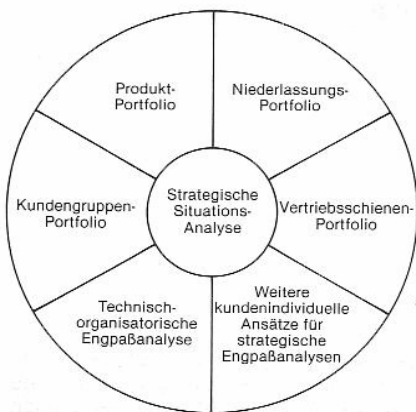 Produkt-
Portfolio
Niederlassungs-
Portfolio
Kundengruppen-
Portfolio
Strategische
Situations-
Analyse
Vertriebsschienen-
Portfolio
Technisch-
organisatorische
Engpaßanalyse
Weitere
kundenindividuelle
Ansätze für
strategische
Engpaßanalysen